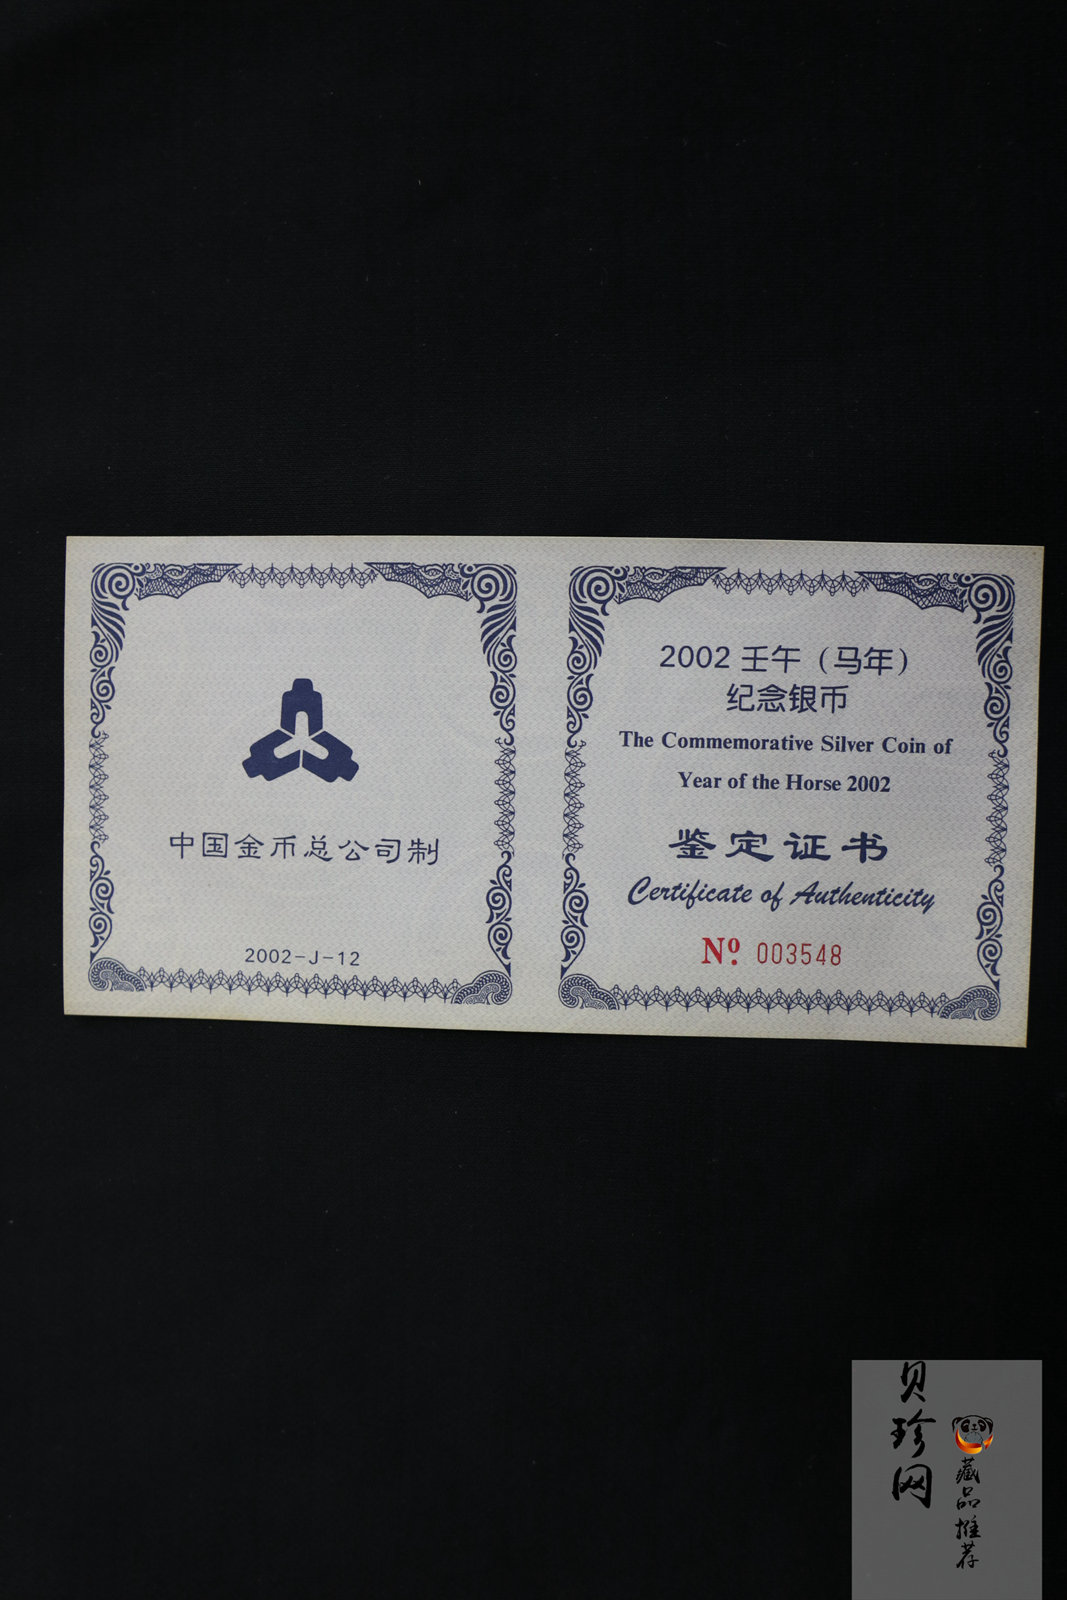 中国金币总公司制
2002-J-12
2002 壬午（马年）
纪念银币
The Commemorative Silver Coin of
Year of the Horse 2002
鉴定证书
Certificate of Authenticity
Nº. 003548
贝珍网
藏品推荐